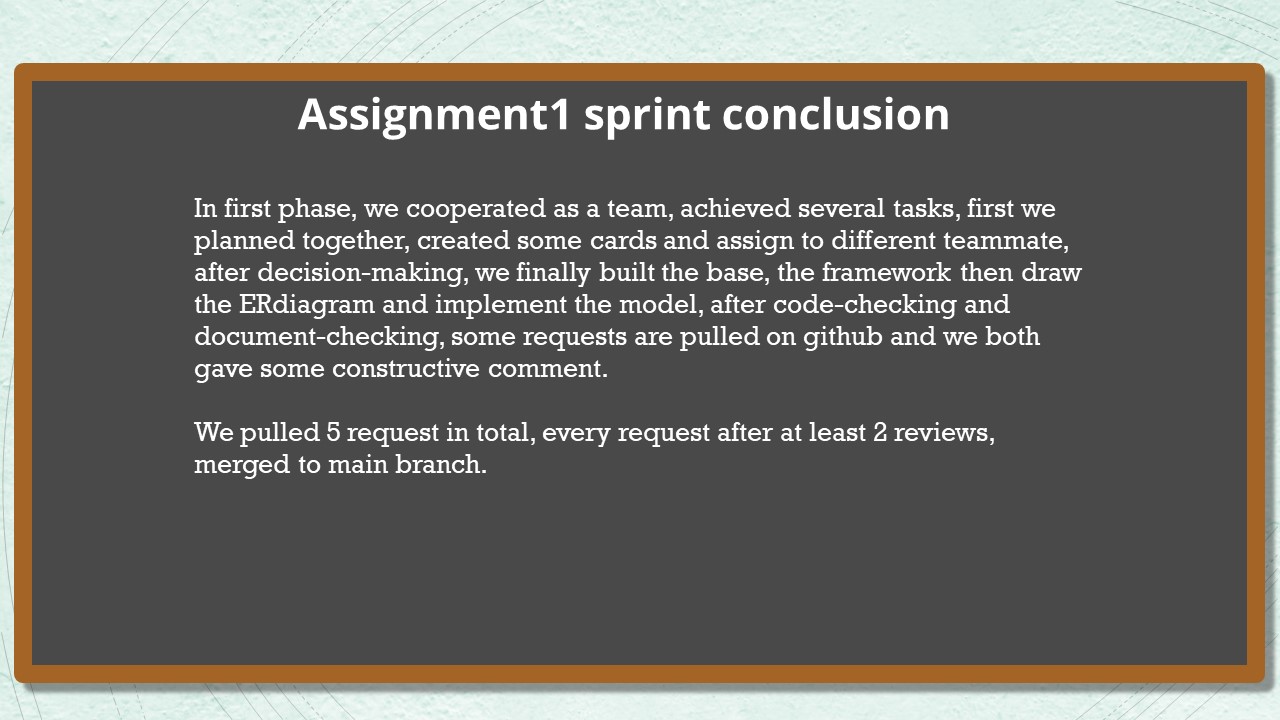 Assignment1 sprint conclusion
In first phase, we cooperated as a team, achieved several tasks, first we
planned together, created some cards and assign to different teammate,
after decision-making, we finally built the base, the framework then draw
the ERdiagram and implement the model, after code-checking and
document-checking, some requests are pulled on github and we both
gave some constructive comment.
We pulled 5 request in total, every request after at least 2 reviews,
merged to main branch.